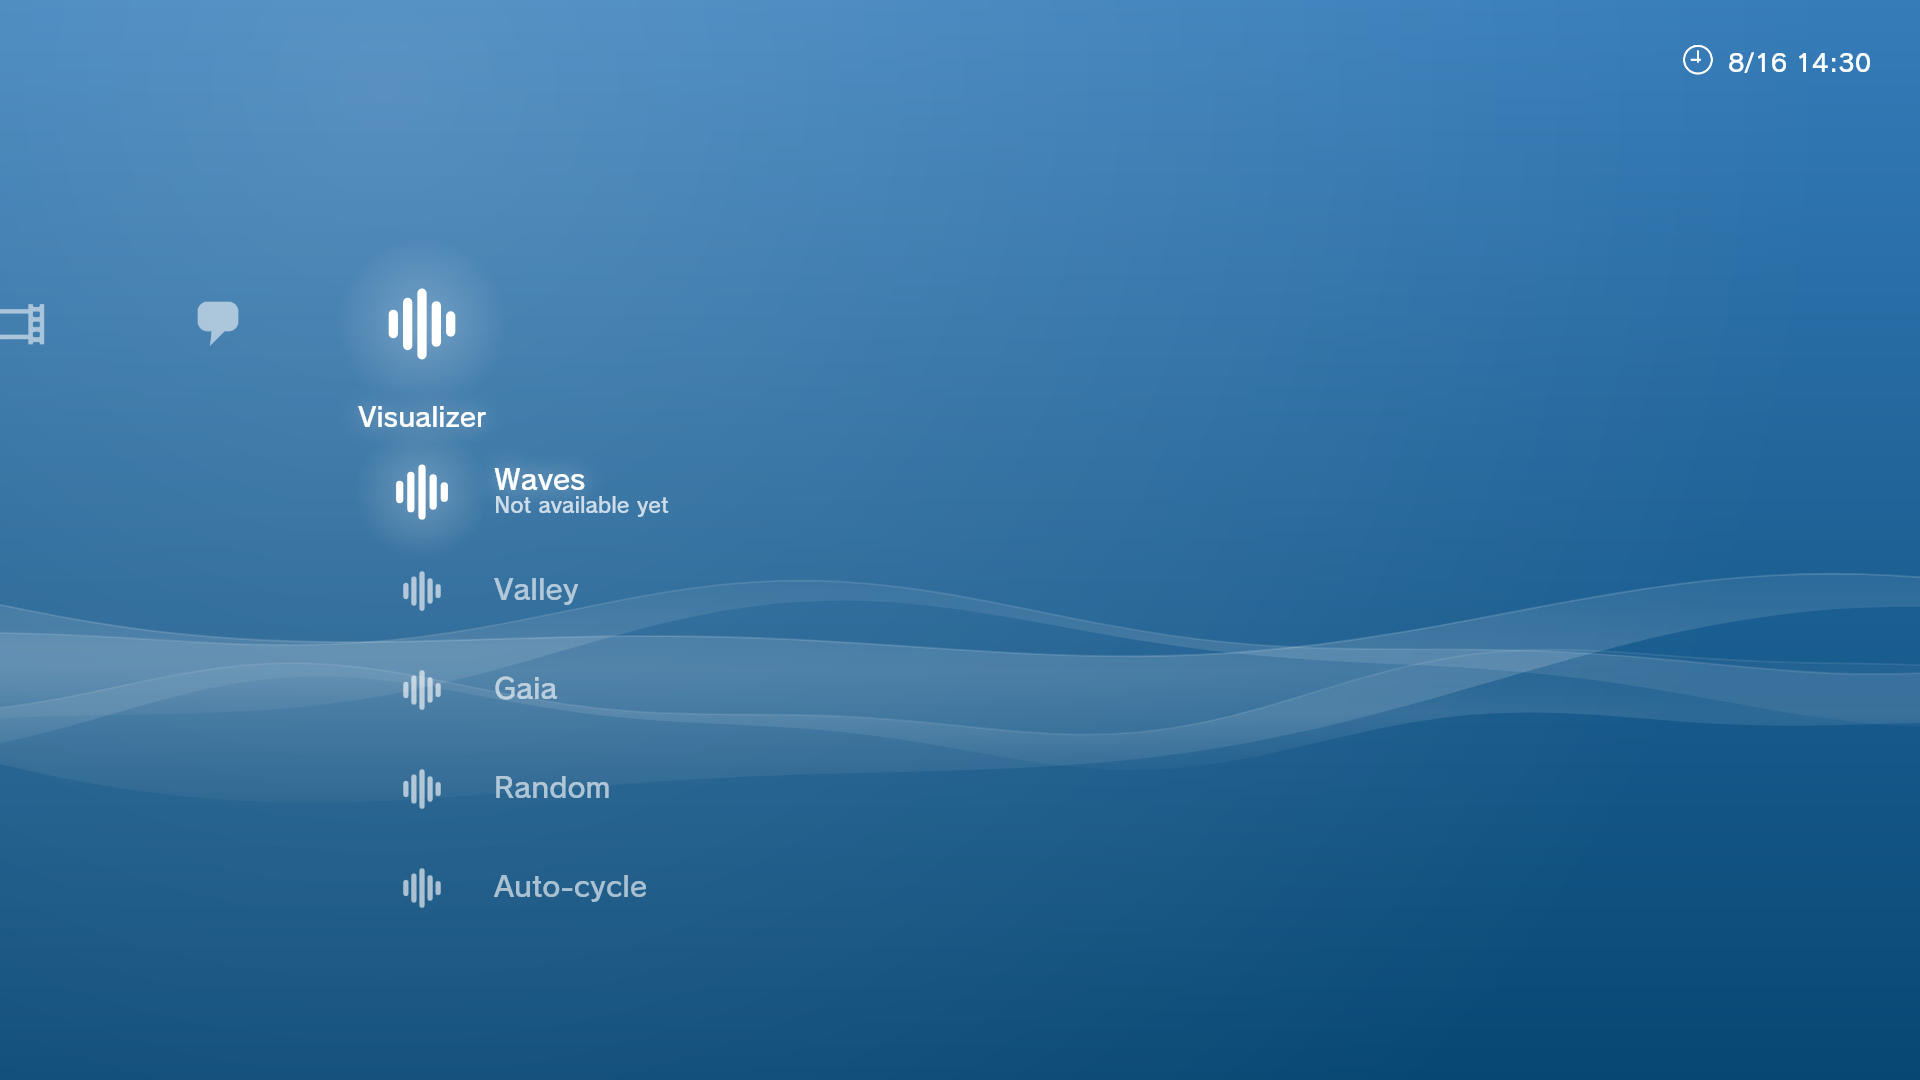 8/16 14:30
Visualizer
Waves
Not available yet
Valley
Gaia
Random
Auto-cycle